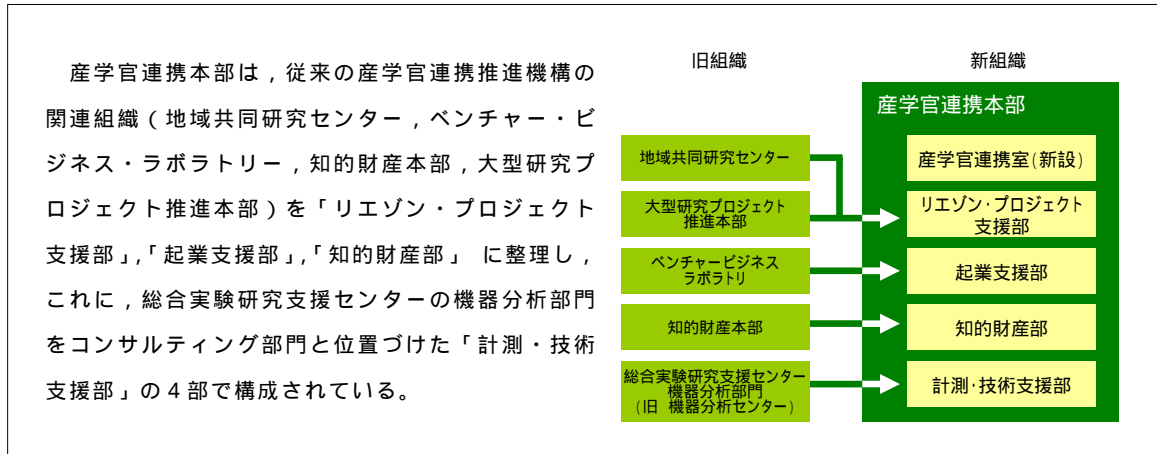 産学官連携本部は，従来の産学官連携推進機構の
関連組織（地域共同研究センター，ベンチャー・ビ
ジネス・ラボラトリー，知的財産本部，大型研究プ
ロジェクト推進本部）を「リエゾン・プロジェクト
支援部」，「起業支援部」，「知的財産部」 に整理し，
これに，総合実験研究支援センターの機器分析部門
をコンサルティング部門と位置づけた「計測・技術
支援部」の４部で構成されている。
旧組織
地域共同研究センター
大型研究プロジェクト
推進本部
ベンチャービジネス
ラボラトリ
知的財産本部
総合実験研究支援センター
機器分析部門
(旧 機器分析センター)
新組織
産学官連携本部
産学官連携室(新設)
リエゾン・プロジェクト
支援部
起業支援部
知的財産部
計測・技術支援部